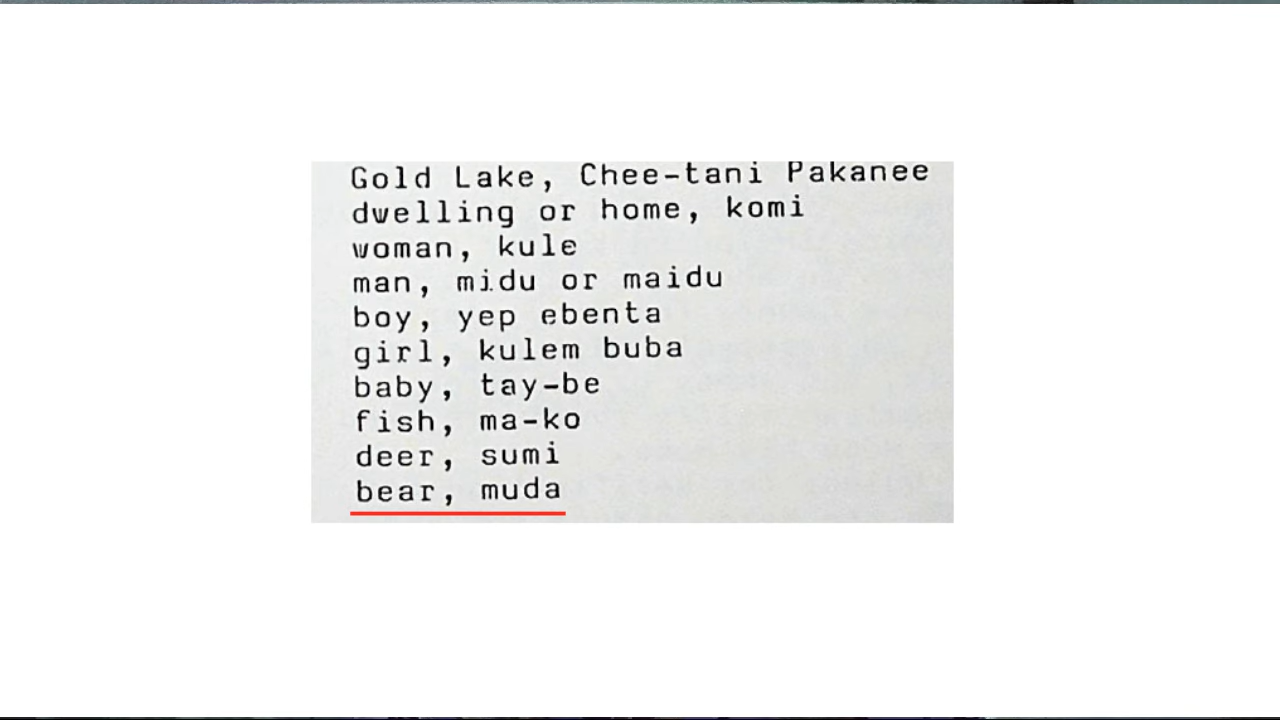 Gold Lake, Chee-tani Pakanee
dwelling or home, komi
woman, kule
man, midu or maidu
boy, yep ebenta
girl, kulem buba
baby, tay-be
fish, ma-ko
deer, sumi
bear, muda